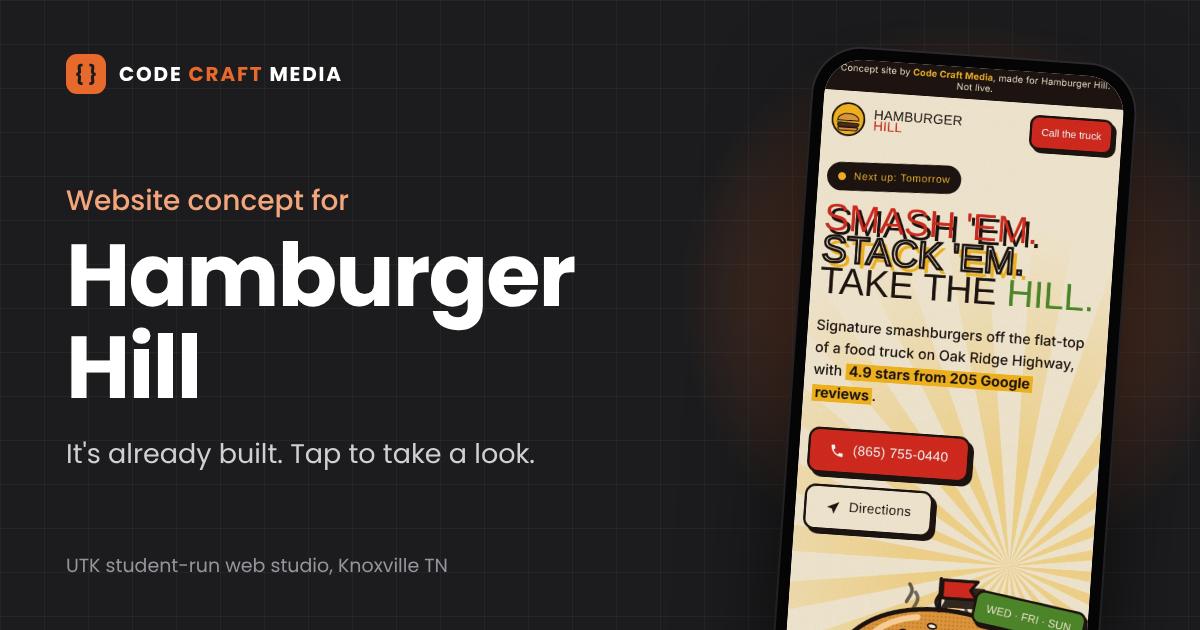 { } CODE CRAFT MEDIA
Website concept for
Hamburger
Hill
It's already built. Tap to take a look.
UTK student-run web studio, Knoxville TN
Concept site by Code Craft Media, made for Hamburger Hill.
Not live.
HAMBURGER
HILL
Call the truck
Next up: Tomorrow
SMASH 'EM.
STACK 'EM.
TAKE THE HILL.
Signature smashburgers off the flat-top
of a food truck on Oak Ridge Highway,
with 4.9 stars from 205 Google
reviews.
(865) 755-0440
Directions
WED · FRI · SUN